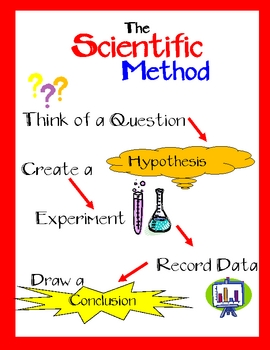 The
Scientific
Method
???
Think of a Question
Create a Hypothesis
Experiment
Record Data
Draw a
Conclusion